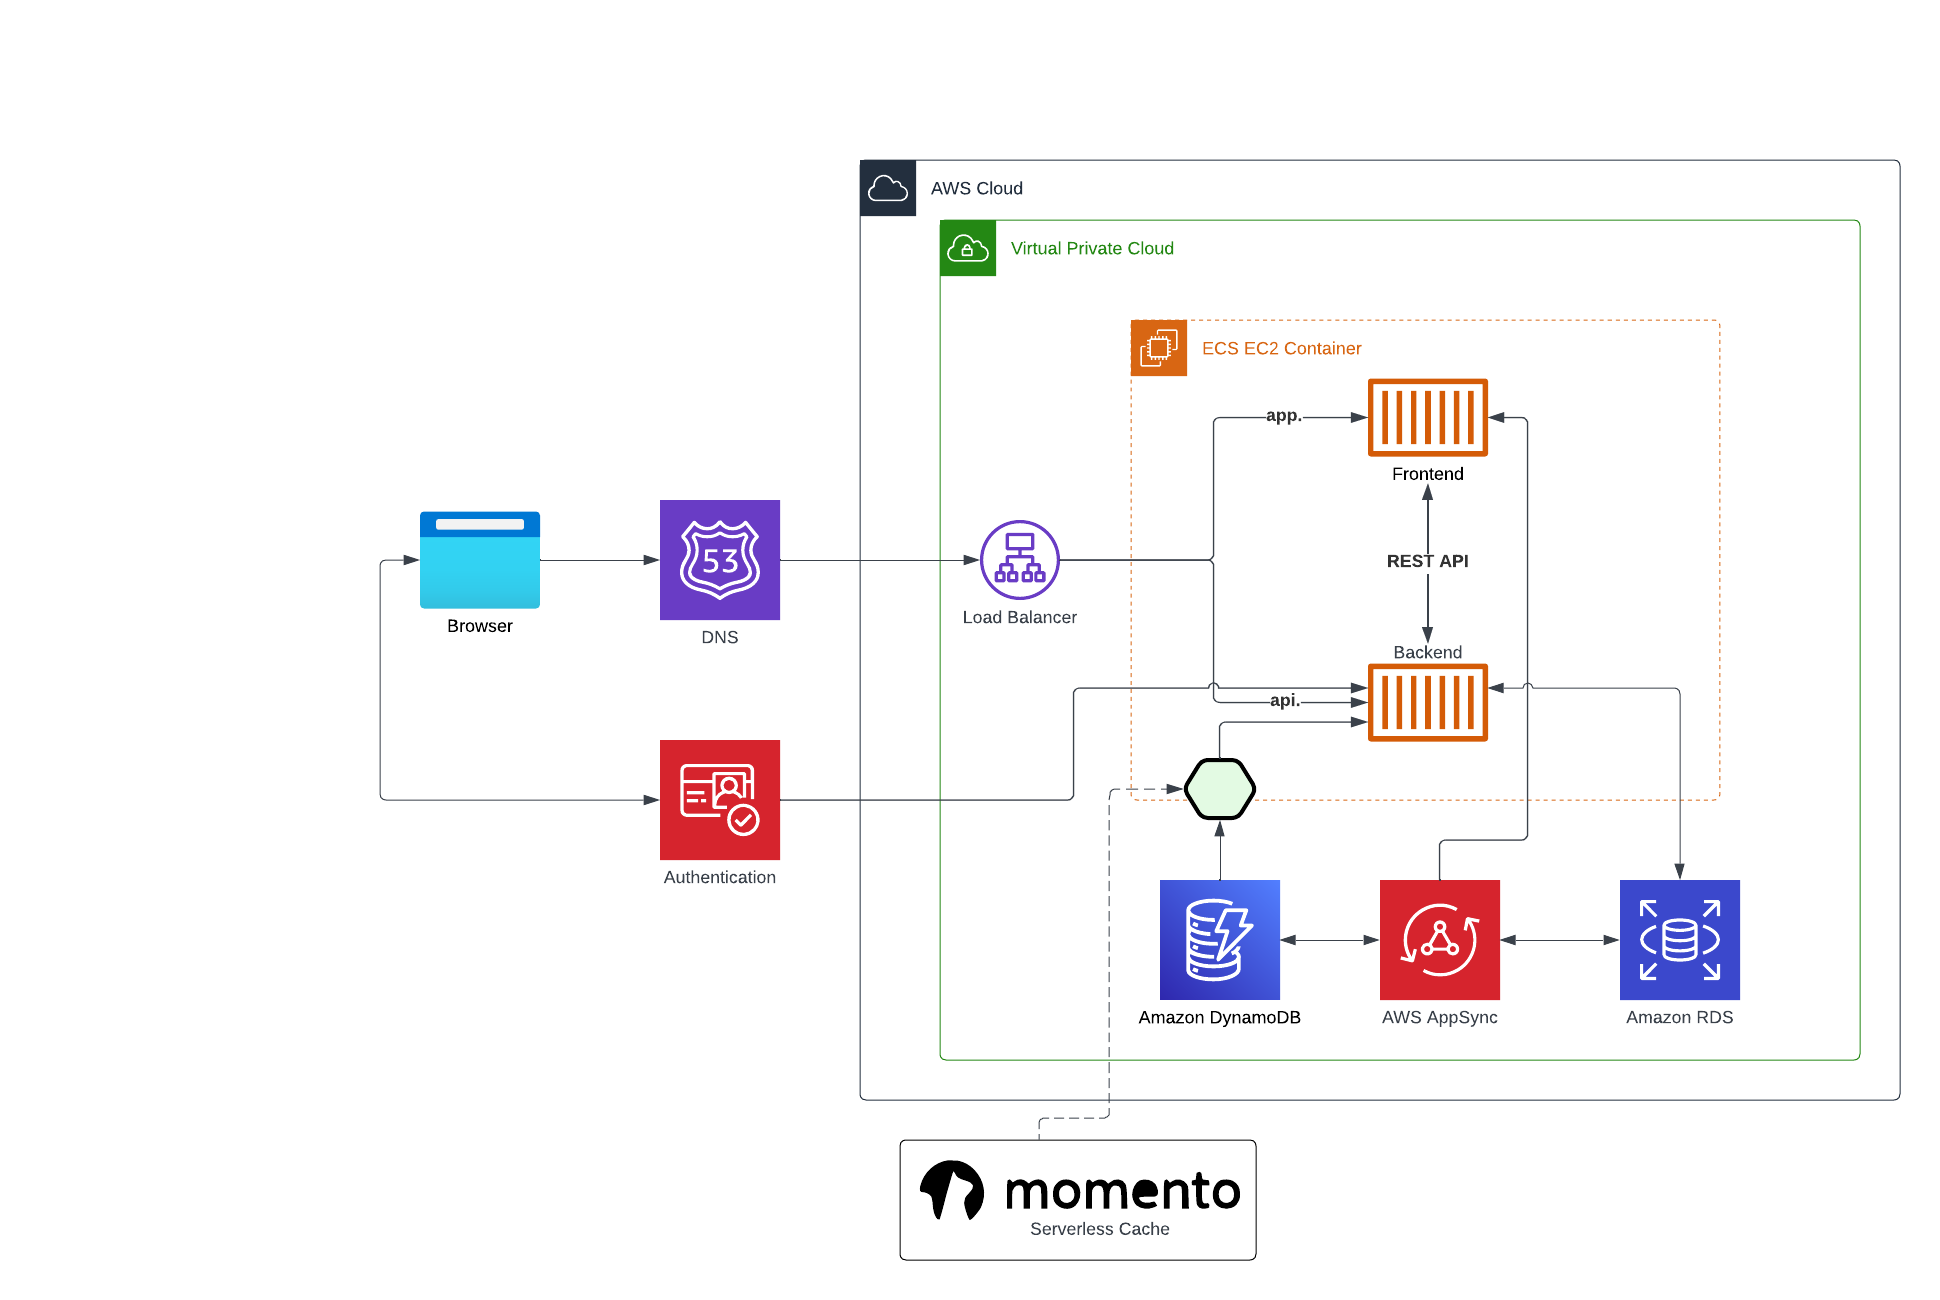 AWS Cloud
Virtual Private Cloud
ECS EC2 Container
app.
Frontend
53
REST API
Browser
DNS
Load Balancer
Backend
api.
Authentication
Amazon DynamoDB
AWS AppSync
Amazon RDS
momento
Serverless Cache